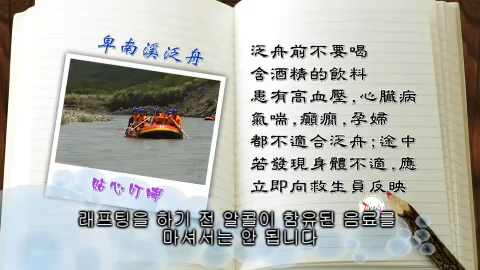 卑南溪泛舟
貼心叮嚀
泛舟前不要喝
含酒精的飲料
患有高血壓,心臟病
氣喘,癲癇,孕婦
都不適合泛舟;途中
若發現身體不適,應
立即向救生員反映
래프팅을 하기 전 알콜이 함유된 음료를
마셔서는 안 됩니다